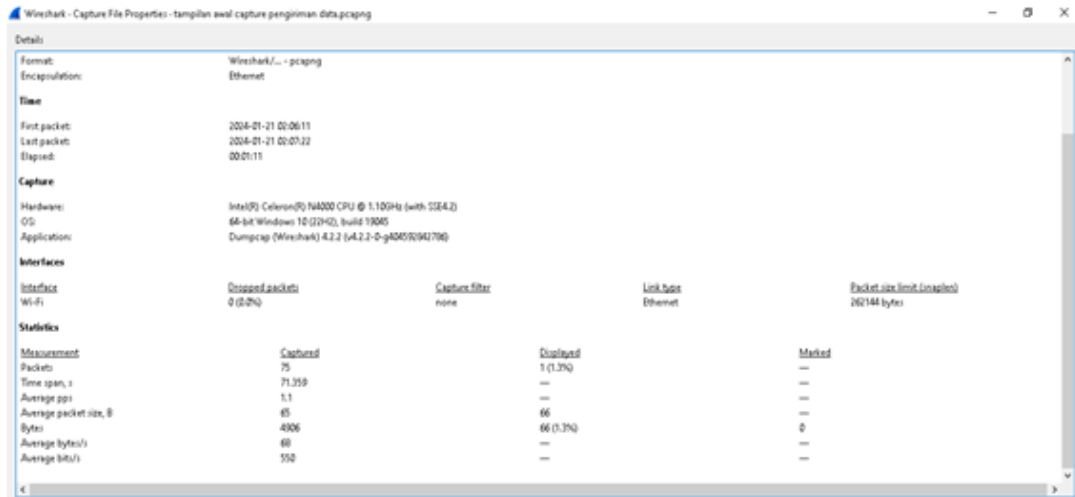 Wireshark - Capture File Properties - tampilan awal capture pengiriman data.pcapng
Details
Format: Wireshark/... - pcapng
Encapsulation: Ethernet
Time
First packet: 2024-01-21 02:06:11
Last packet: 2024-01-21 02:07:22
Elapsed: 00:01:11
Capture
Hardware: Intel(R) Celeron(R) N4000 CPU @ 1.10GHz (with SSE4.2)
OS: 64-bit Windows 10 (22H2), build 19045
Application: Dumpcap (Wireshark) 4.2.2
Interfaces
Interface Dropped packets Capture filter Link type Packet size limit (snaplen)
Wi-Fi 0 (0.0%) none Ethernet 262144 bytes
Statistics
Measurement Captured Displayed Marked
Packets 75 1 (1.3%) —
Time span, s 71.359 — —
Average pps 1.1 — —
Average packet size, B 65 66 —
Bytes 4906 66 (1.3%) 0
Average bytes/s 68 — —
Average bits/s 550 — —